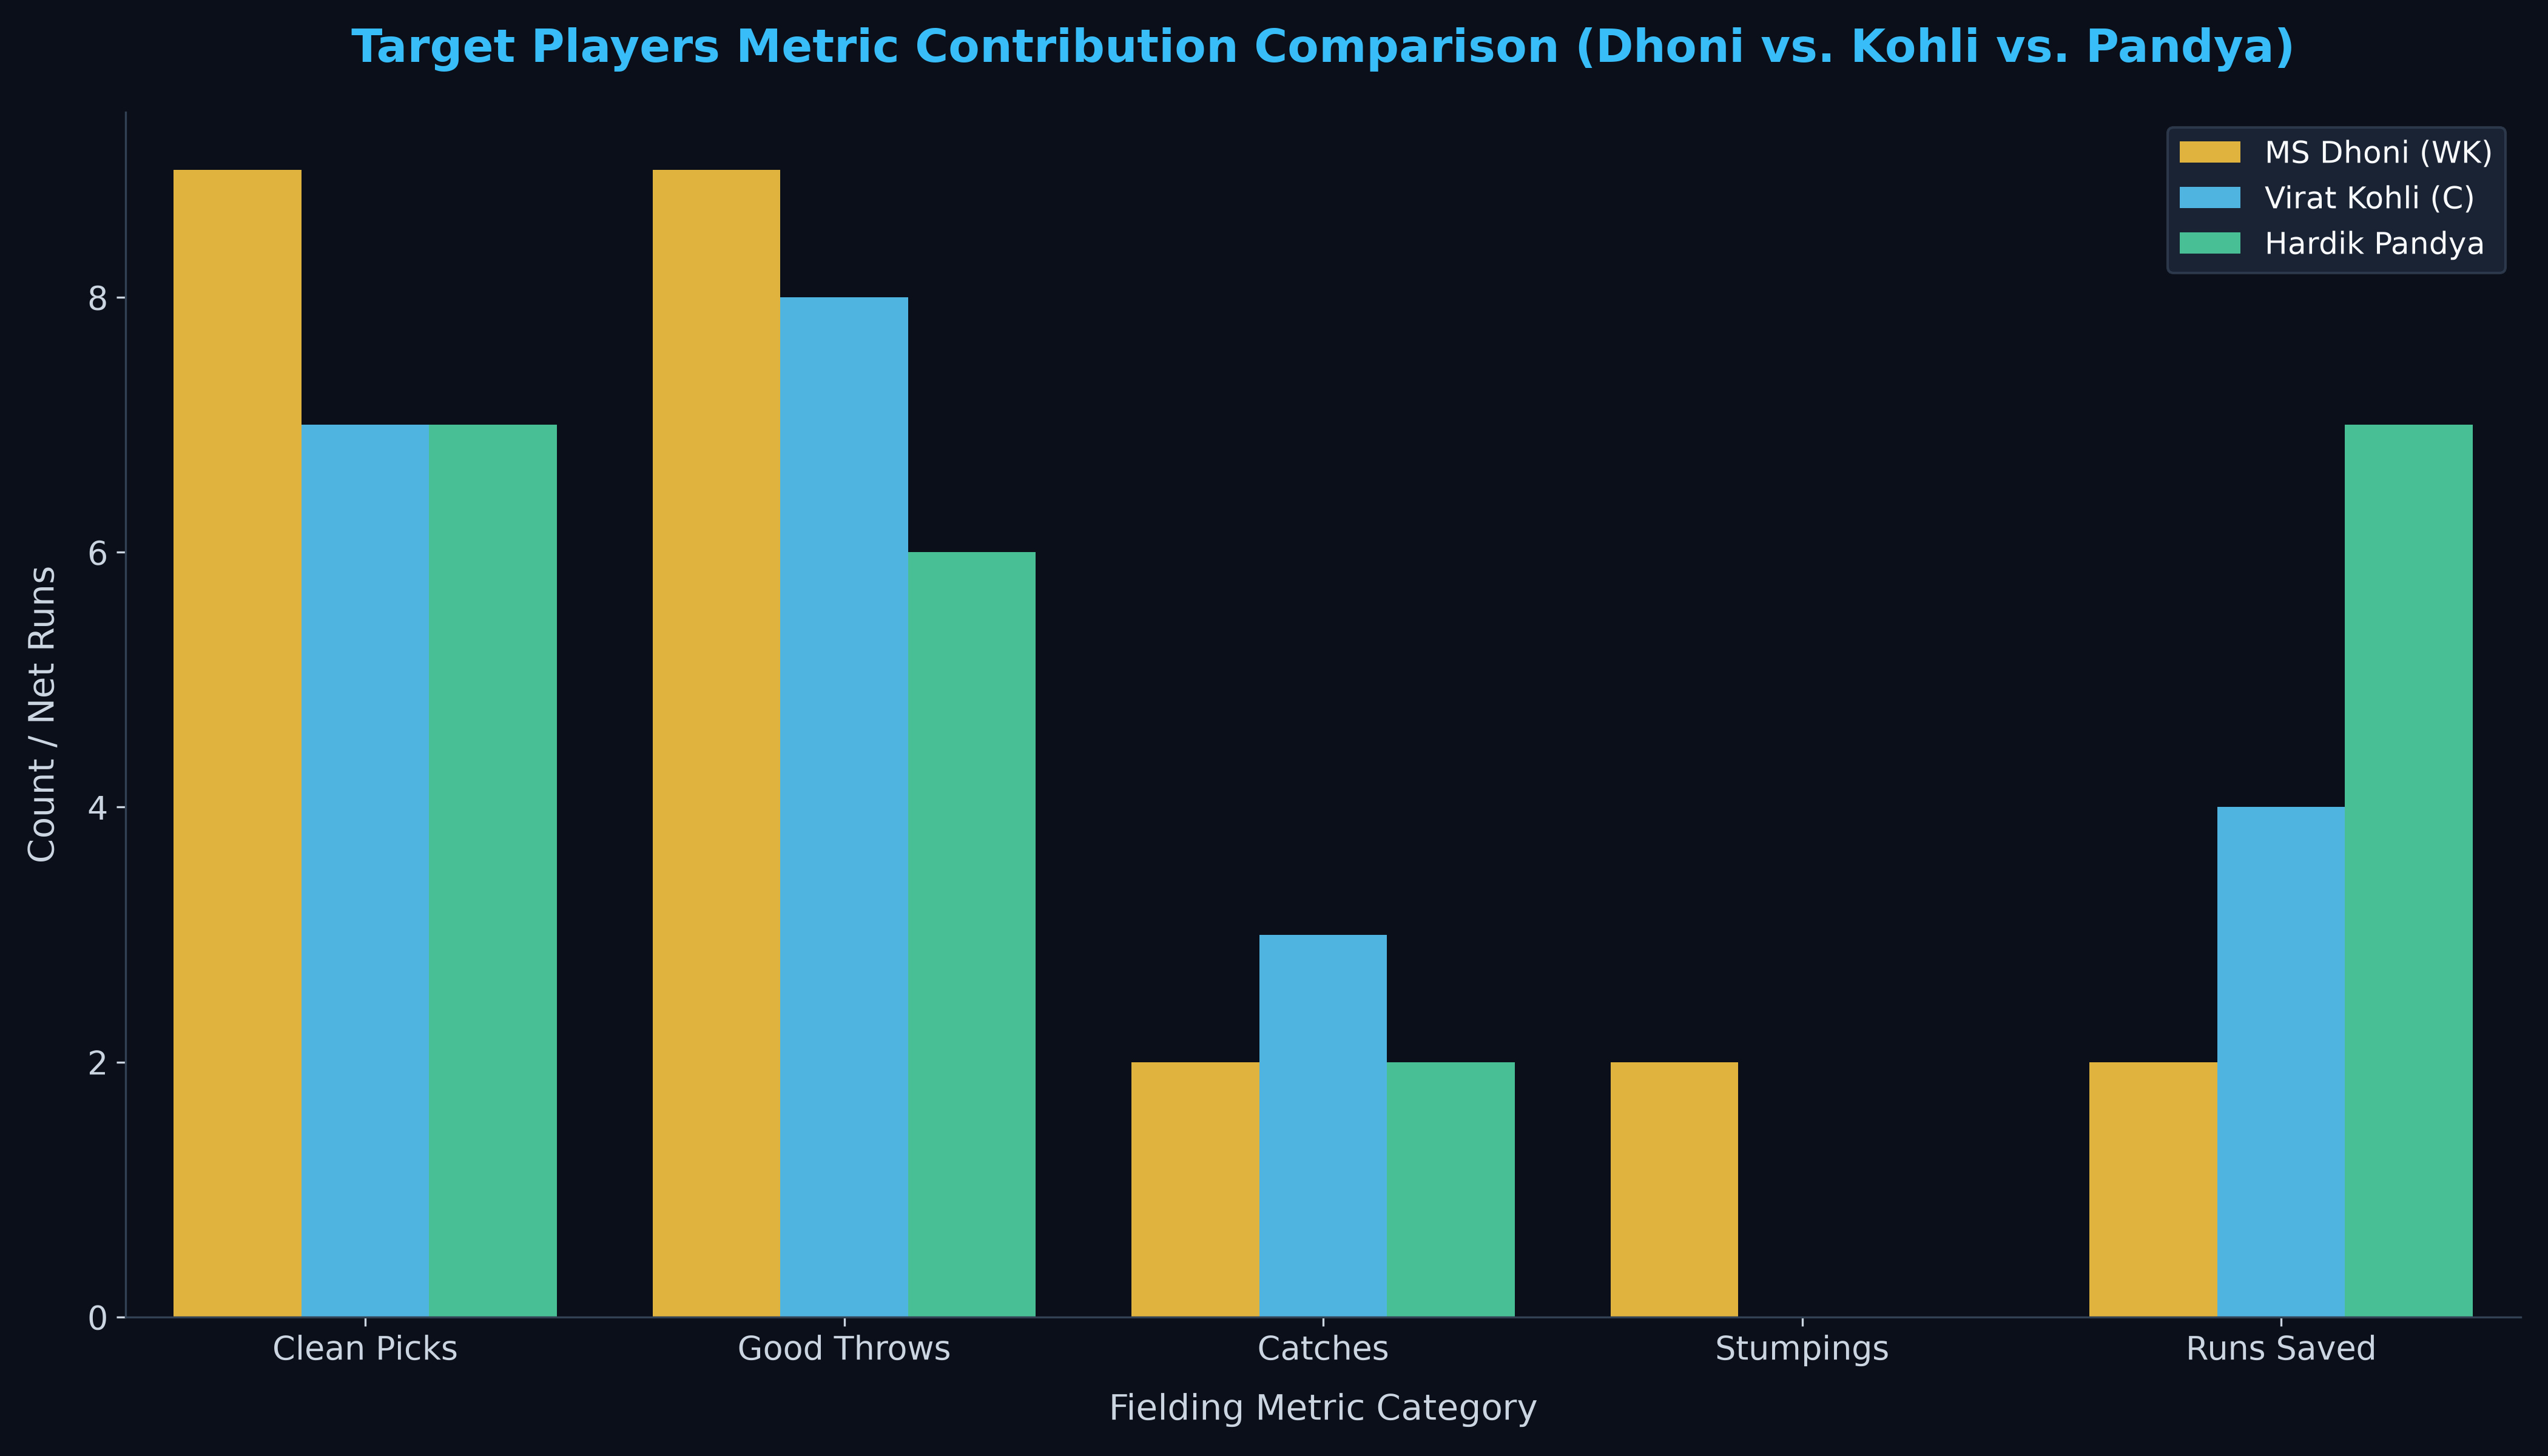 Target Players Metric Contribution Comparison (Dhoni vs. Kohli vs. Pandya)
MS Dhoni (WK)
Virat Kohli (C)
Hardik Pandya
Count / Net Runs
8
6
4
2
0
Clean Picks
Good Throws
Catches
Stumpings
Runs Saved
Fielding Metric Category